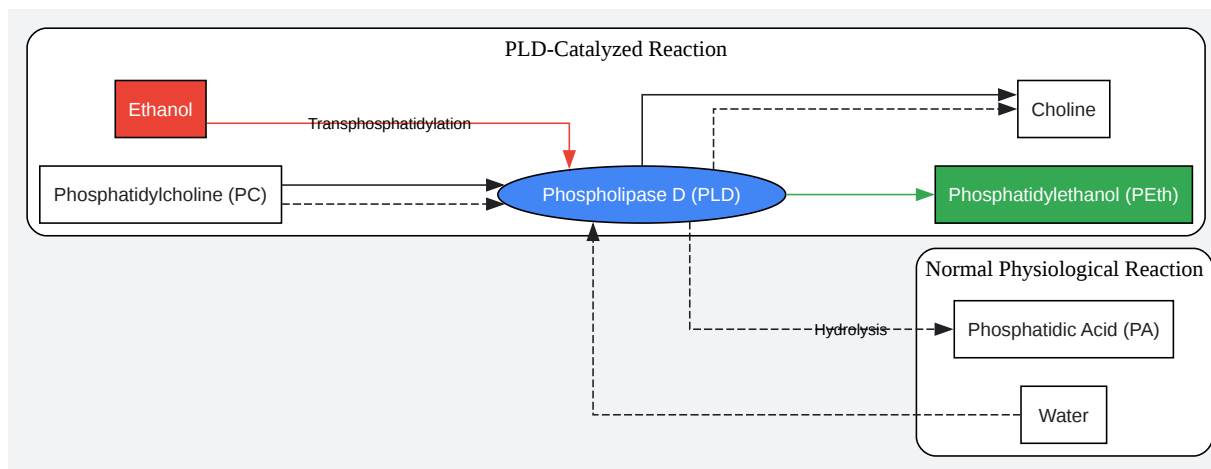 PLD-Catalyzed Reaction
Ethanol
Transphosphatidylation
Choline
Phosphatidylcholine (PC)
Phospholipase D (PLD)
Phosphatidylethanol (PEth)
Normal Physiological Reaction
Hydrolysis
Phosphatidic Acid (PA)
Water